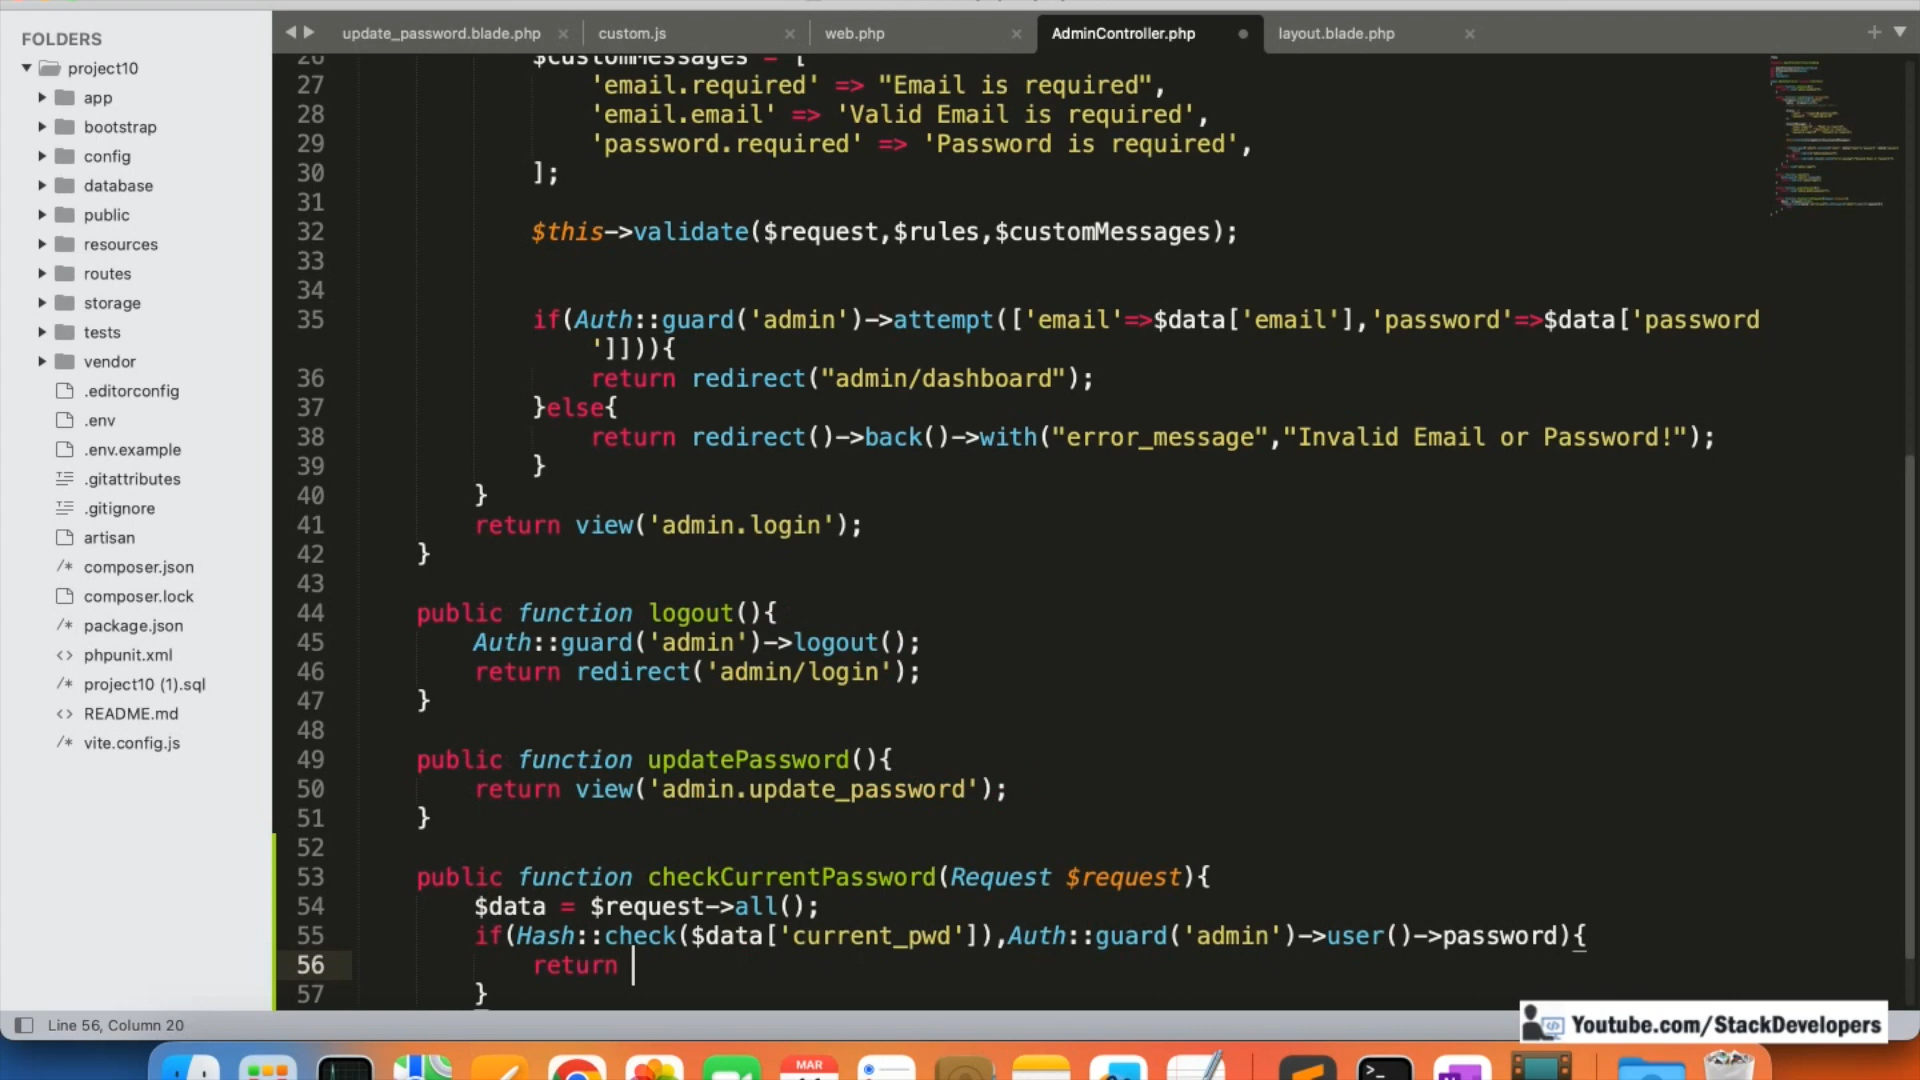 FOLDERS
project10
app
bootstrap
config
database
public
resources
routes
storage
tests
vendor
.editorconfig
.env
.env.example
.gitattributes
.gitignore
artisan
composer.json
composer.lock
package.json
phpunit.xml
project10 (1).sql
README.md
vite.config.js
update_password.blade.php
custom.js
web.php
AdminController.php
layout.blade.php
26 $customMessages = [
27 'email.required' => "Email is required",
28 'email.email' => 'Valid Email is required',
29 'password.required' => 'Password is required',
30 ];
31
32 $this->validate($request,$rules,$customMessages);
33
34
35 if(Auth::guard('admin')->attempt(['email'=>$data['email'],'password'=>$data['password
']])){
36 return redirect("admin/dashboard");
37 }else{
38 return redirect()->back()->with("error_message","Invalid Email or Password!");
39 }
40 }
41 return view('admin.login');
42 }
43
44 public function logout(){
45 Auth::guard('admin')->logout();
46 return redirect('admin/login');
47 }
48
49 public function updatePassword(){
50 return view('admin.update_password');
51 }
52
53 public function checkCurrentPassword(Request $request){
54 $data = $request->all();
55 if(Hash::check($data['current_pwd']),Auth::guard('admin')->user()->password){
56 return
57 }
Line 56, Column 20
Youtube.com/StackDevelopers
MAR